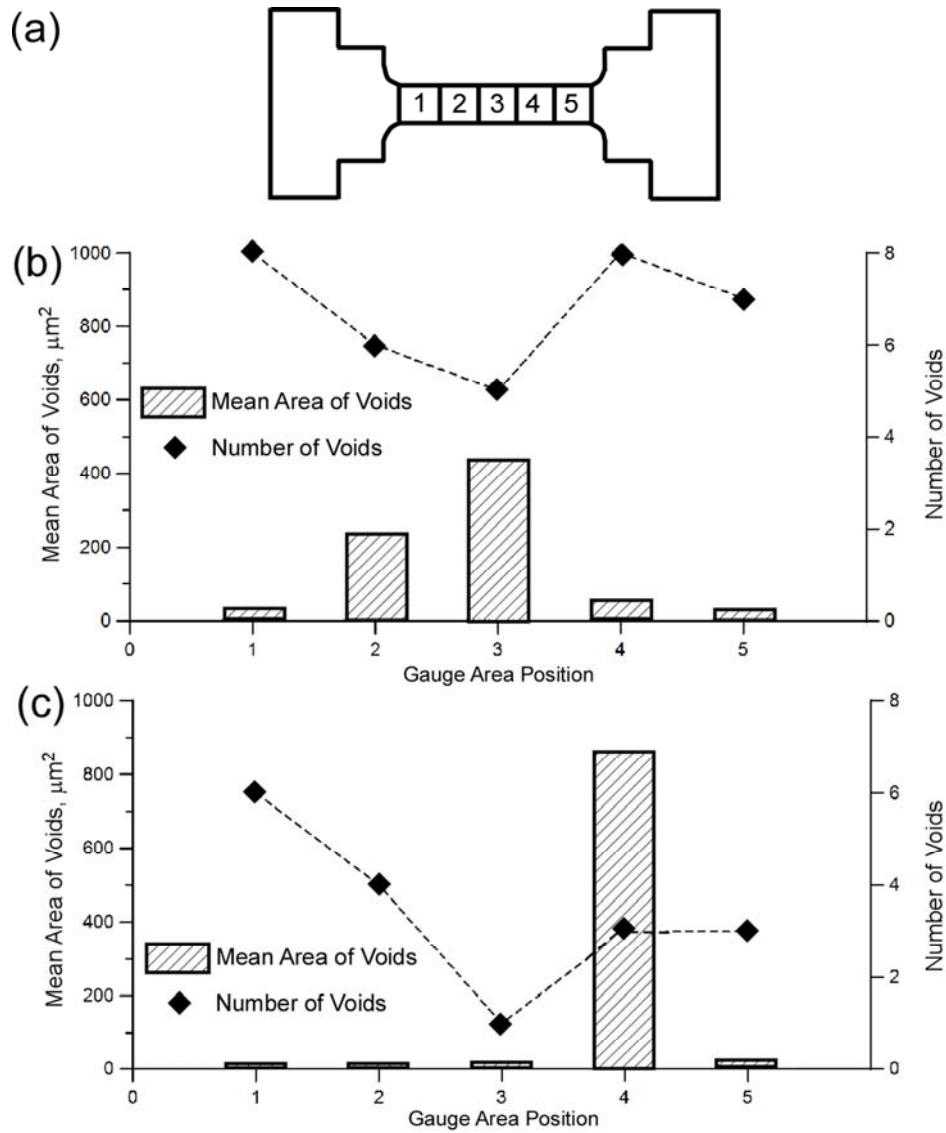 (a)
1 2 3 4 5
(b)
Mean Area of Voids, μm²
1000
800
600
400
200
0
Mean Area of Voids
Number of Voids
8
6
4
2
0
Number of Voids
0 1 2 3 4 5
Gauge Area Position
(c)
Mean Area of Voids, μm²
1000
800
600
400
200
0
Mean Area of Voids
Number of Voids
8
6
4
2
0
Number of Voids
0 1 2 3 4 5
Gauge Area Position